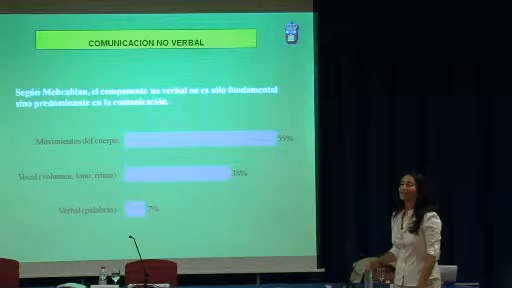 COMUNICACIÓN NO VERBAL
Según Mehrabian, el componente no verbal no es sólo fundamental
sino predominante en la comunicación.
Movimientos del cuerpo 55%
Vocal (volumen, tono, ritmo) 38%
Verbal (palabras) 7%